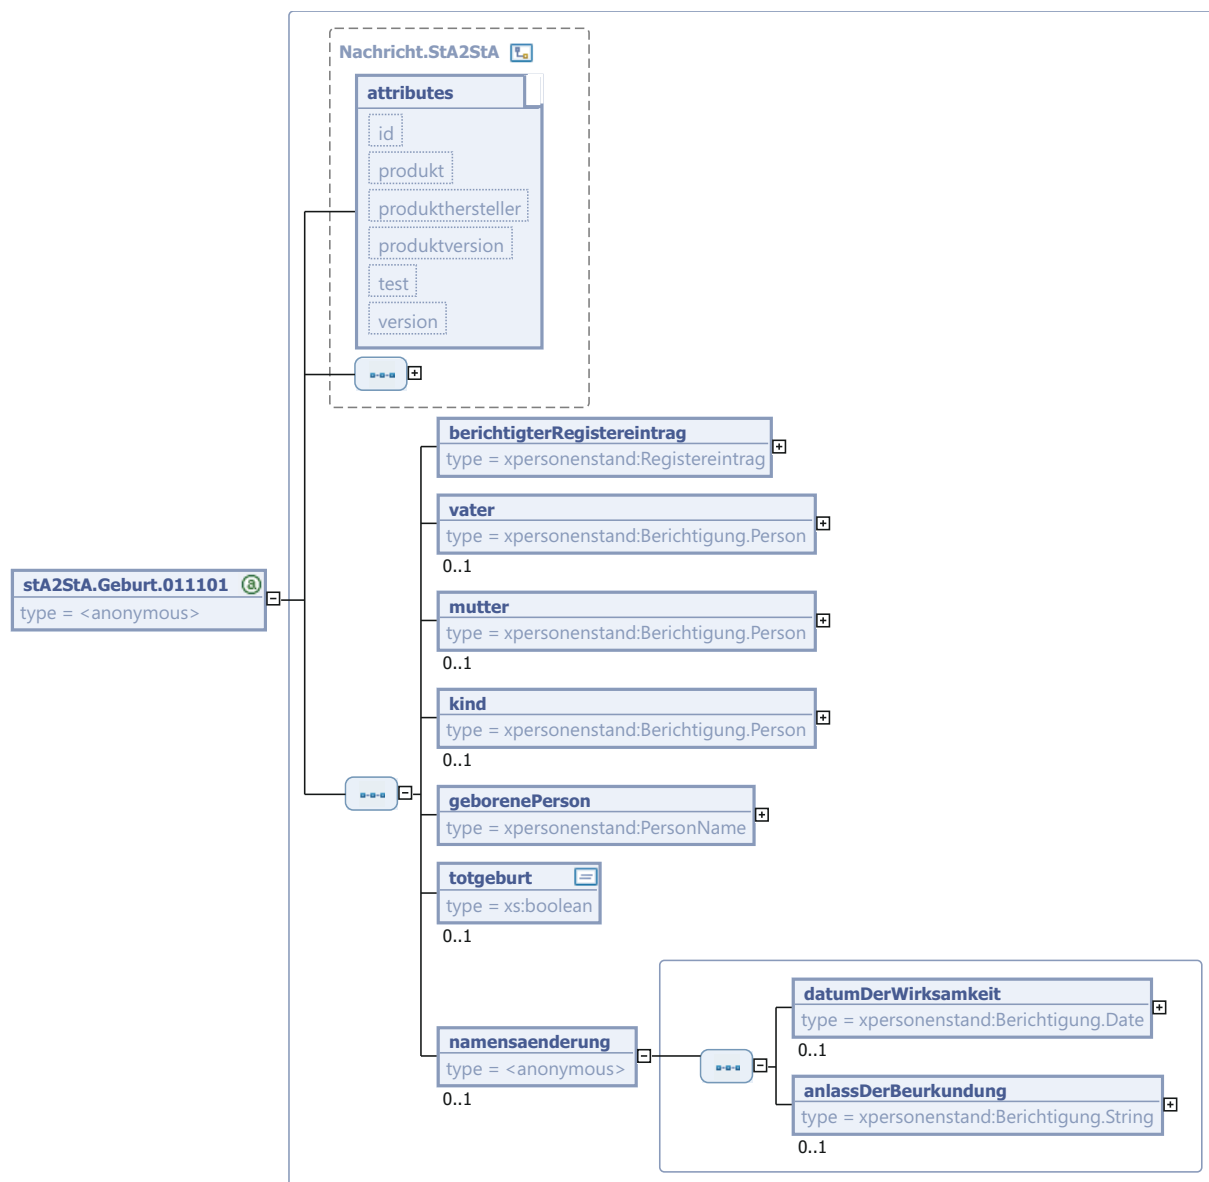 Nachricht.StA2StA
attributes
id
produkt
produkthersteller
produktversion
test
version
berichtigterRegistereintrag
type = xpersonenstand:Registereintrag
vater
type = xpersonenstand:Berichtigung.Person
0..1
stA2StA.Geburt.011101
type = <anonymous>
mutter
type = xpersonenstand:Berichtigung.Person
0..1
kind
type = xpersonenstand:Berichtigung.Person
0..1
geborenePerson
type = xpersonenstand:PersonName
totgeburt
type = xs:boolean
0..1
namensaenderung
type = <anonymous>
0..1
datumDerWirksamkeit
type = xpersonenstand:Berichtigung.Date
0..1
anlassDerBeurkundung
type = xpersonenstand:Berichtigung.String
0..1